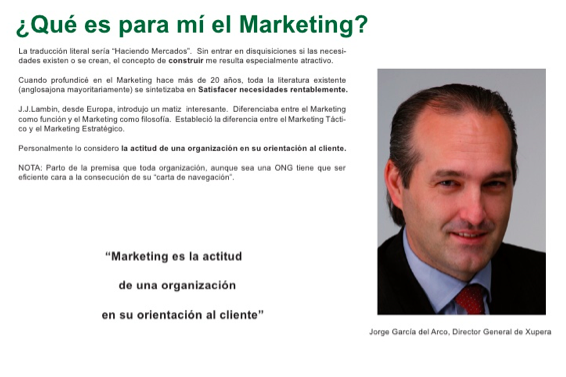 ¿Qué es para mí el Marketing?
La traducción literal sería “Haciendo Mercados”. Sin entrar en disquisiciones si las necesi-
dades existen o se crean, el concepto de construir me resulta especialmente atractivo.
Cuando profundicé en el Marketing hace más de 20 años, toda la literatura existente
(anglosajona mayoritariamente) se sintetizaba en Satisfacer necesidades rentablemente.
J.J.Lambin, desde Europa, introdujo un matiz interesante. Diferenciaba entre el Marketing
como función y el Marketing como filosofía. Estableció la diferencia entre el Marketing Tácti-
co y el Marketing Estratégico.
Personalmente lo considero la actitud de una organización en su orientación al cliente.
NOTA: Parto de la premisa que toda organización, aunque sea una ONG tiene que ser
eficiente cara a la consecución de su “carta de navegación”.
“Marketing es la actitud
de una organización
en su orientación al cliente”
Jorge García del Arco, Director General de Xupera